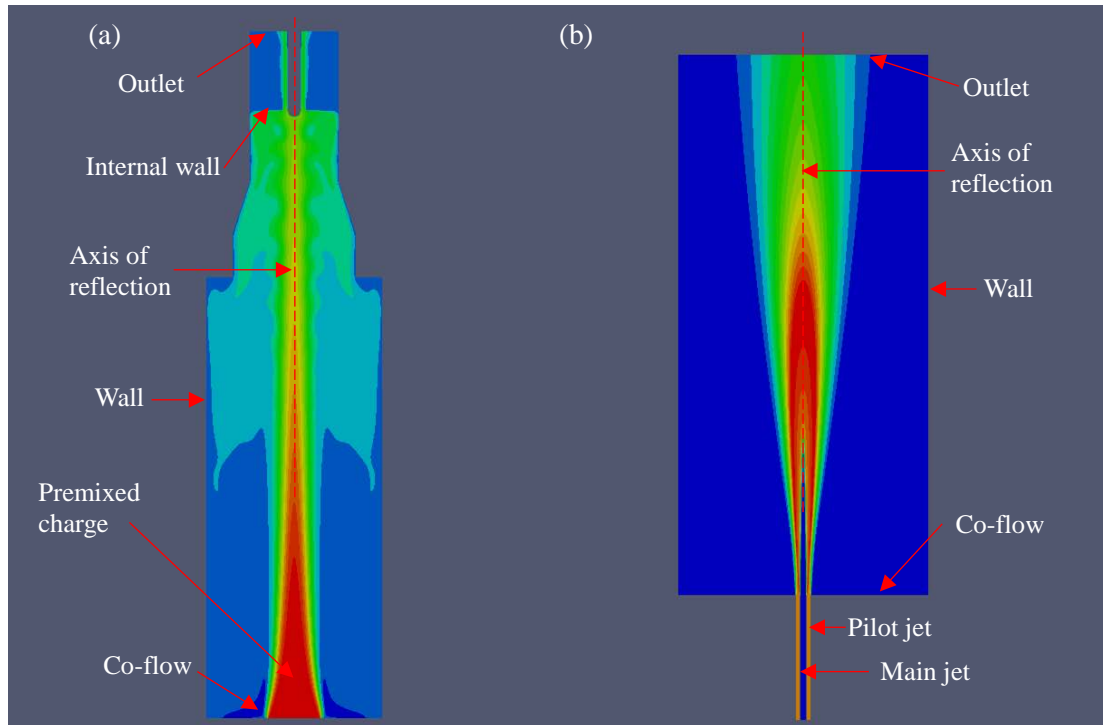 (a)
Outlet
Internal wall
Axis of
reflection
Wall
Premixed
charge
Co-flow
(b)
Outlet
Axis of
reflection
Wall
Co-flow
Pilot jet
Main jet